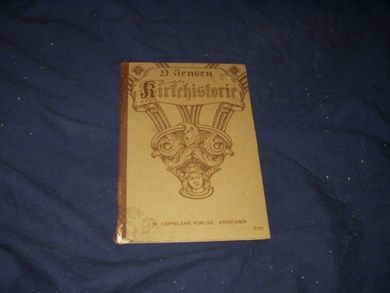 D. Jensen
Kirkehistorie
J. W. CAPPELENS FORLAG. KRISTIANIA